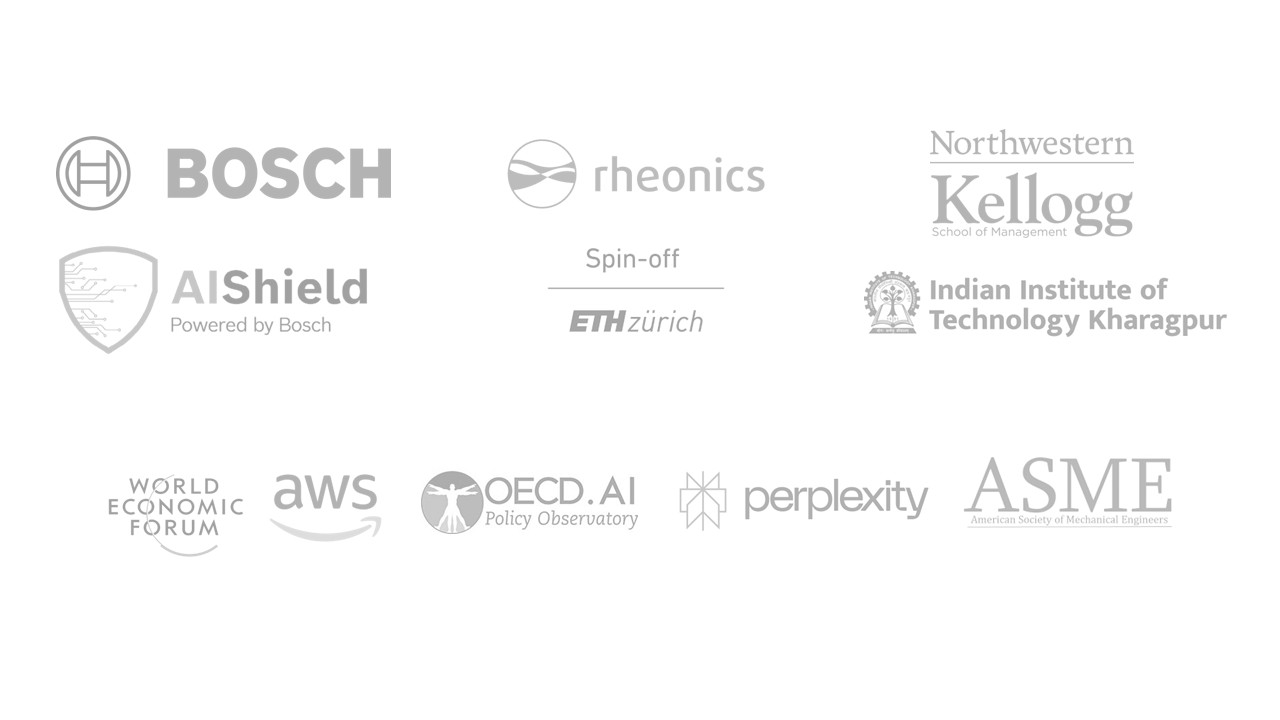 BOSCH
AIShield
Powered by Bosch
rheonics
Spin-off
ETH zürich
Northwestern
Kellogg
School of Management
Indian Institute of
Technology Kharagpur
WORLD
ECONOMIC
FORUM
aws
OECD.AI
Policy Observatory
perplexity
ASME
American Society of Mechanical Engineers